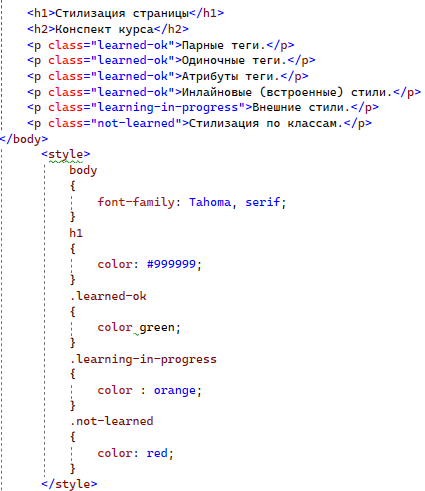 <h1>Стилизация страницы</h1>
<h2>Конспект курса</h2>
<p class="learned-ok">Парные теги.</p>
<p class="learned-ok">Одиночные теги.</p>
<p class="learned-ok">Атрибуты теги.</p>
<p class="learned-ok">Инлайновые (встроенные) стили.</p>
<p class="learning-in-progress">Внешние стили.</p>
<p class="not-learned">Стилизация по классам.</p>
</body>
<style>
body
{
font-family: Tahoma, serif;
}
h1
{
color: #999999;
}
.learned-ok
{
color green;
}
.learning-in-progress
{
color : orange;
}
.not-learned
{
color: red;
}
</style>